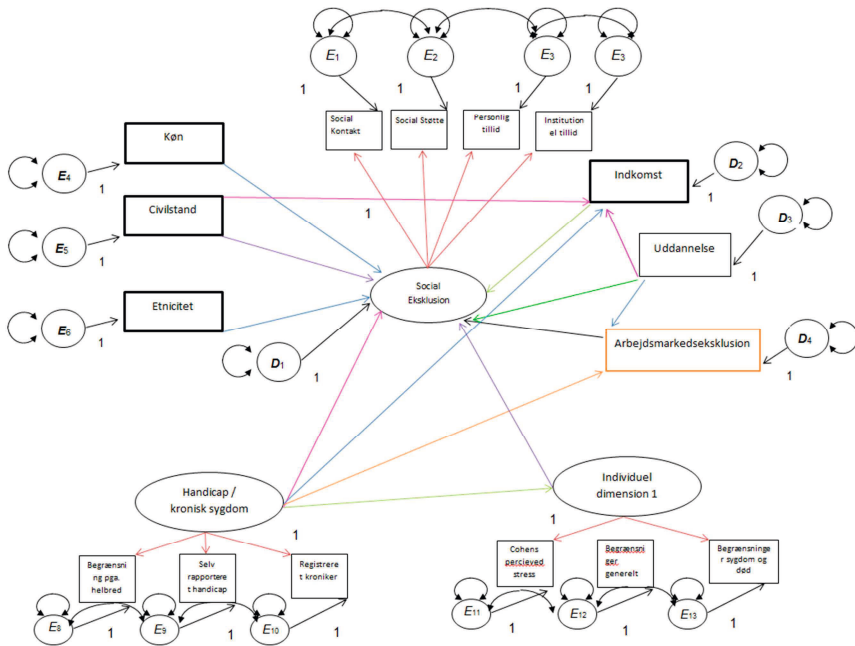 E1
E2
E3
E3
1
1
1
1
Social
Kontakt
Social Støtte
Personlig
tillid
Institution
el tillid
Køn
E4
1
Civilstand
1
E5
1
Etnicitet
E6
1
Indkomst
D2
1
D3
Uddannelse
1
Social
Eksklusion
D1
1
Arbejdsmarkedseksklusion
D4
1
Handicap /
kronisk sygdom
Individuel
dimension 1
1
1
Begrænsni
ng pga.
helbred
Selv
rapportere
t handicap
Registrere
t kroniker
Cohens
percieved
stress
Begrænsni
ger
generelt
Begrænsninge
r sygdom og
død
E8
1
E9
1
E10
1
E11
1
E12
1
E13
1